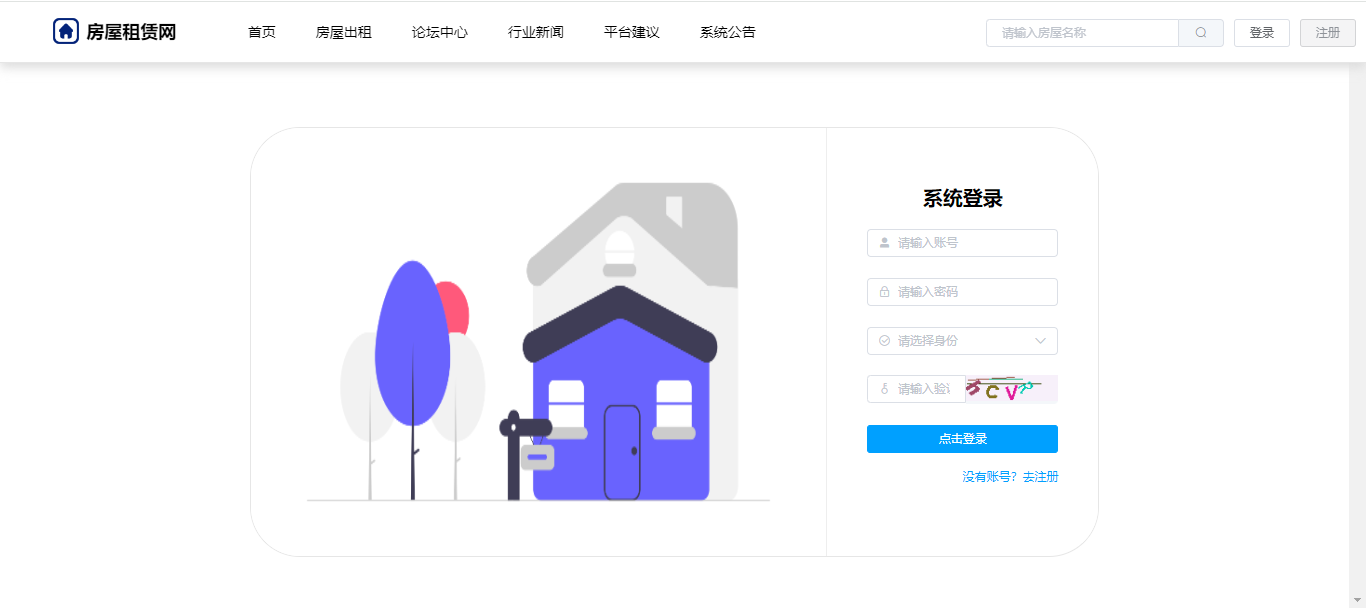 房屋租赁网
首页 房屋出租 论坛中心 行业新闻 平台建议 系统公告
请输入房屋名称
登录
注册
系统登录
请输入账号
请输入密码
请选择身份
请输入验
点击登录
没有账号？去注册